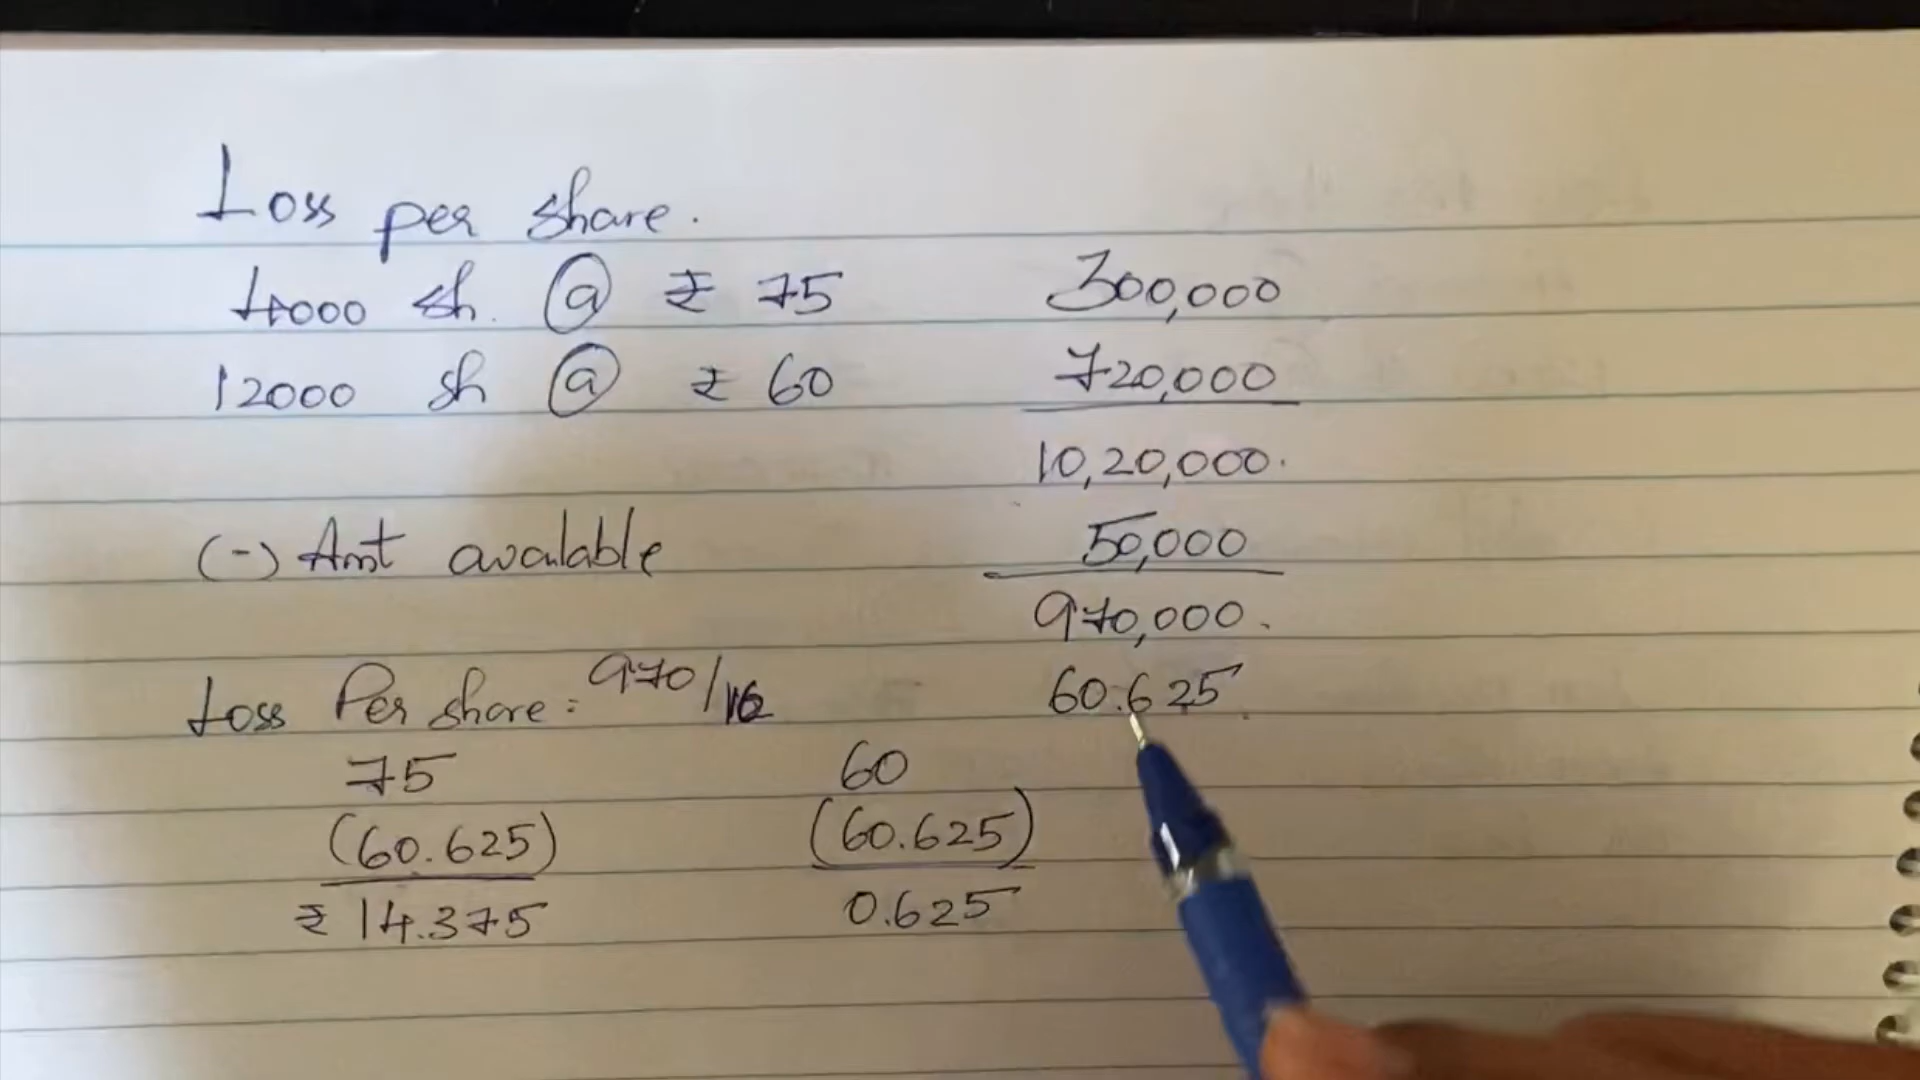 Loss per share.
4000 sh. @ ₹ 75 300,000
12000 sh @ ₹ 60 720,000
10,20,000.
(-) Amt available 50,000
970,000.
Loss Per share = 970/16 60.625
75 60
(60.625) (60.625)
₹ 14.375 0.625